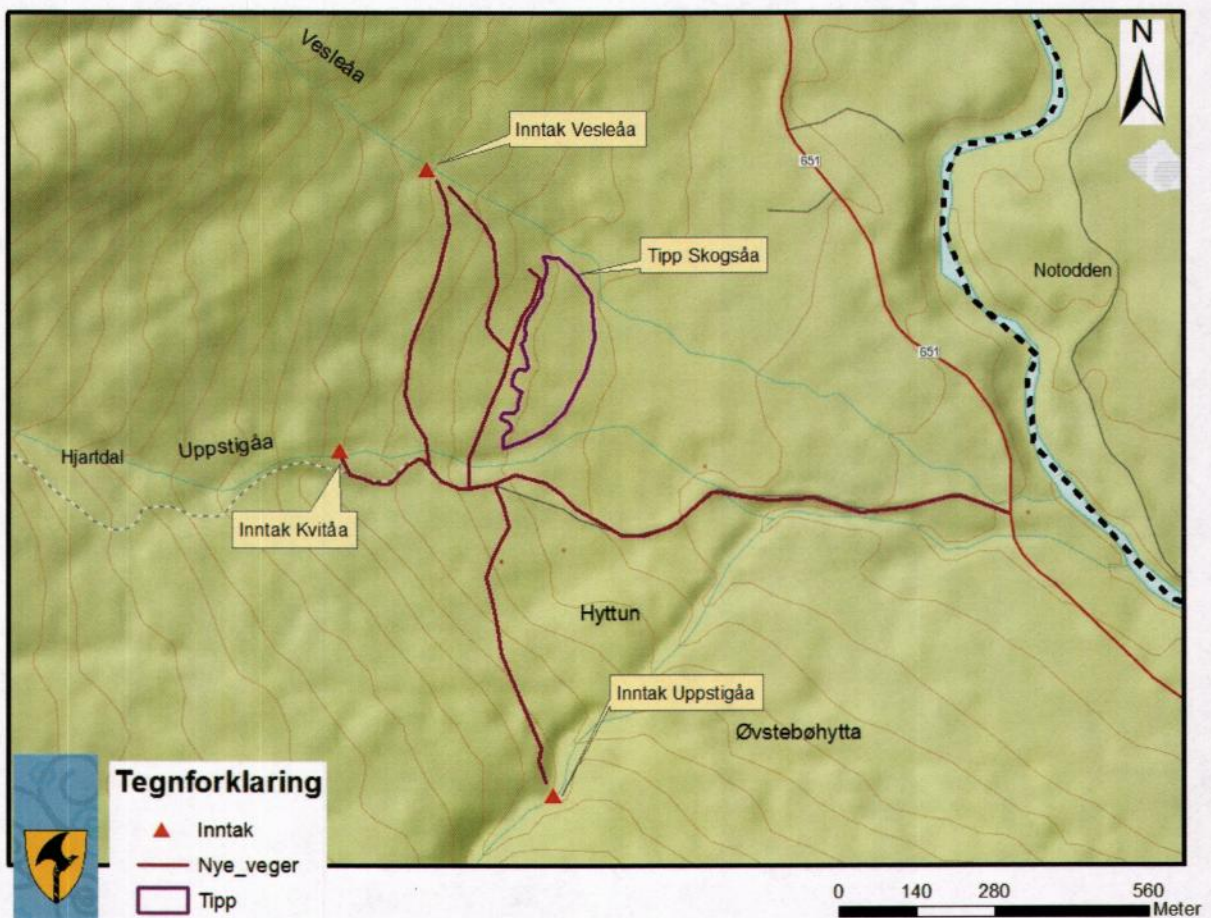 Vesleåa
N
Inntak Vesleåa
651
Tipp Skogsåa
Notodden
651
Uppstigåa
Hjartdal
Inntak Kvitåa
Hyttun
Inntak Uppstigåa
Øvstebøhytta
Tegnforklaring
Inntak
Nye_veger
Tipp
0 140 280 560
Meter